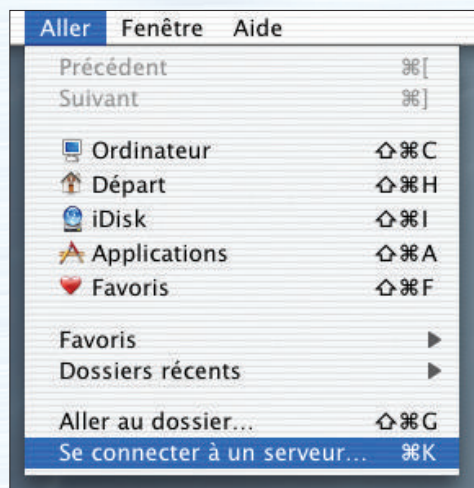 Aller Fenêtre Aide
Précédent ⌘[
Suivant ⌘]
Ordinateur ⇧⌘C
Départ ⇧⌘H
iDisk ⇧⌘I
Applications ⇧⌘A
Favoris ⇧⌘F
Favoris ▶
Dossiers récents ▶
Aller au dossier... ⇧⌘G
Se connecter à un serveur... ⌘K